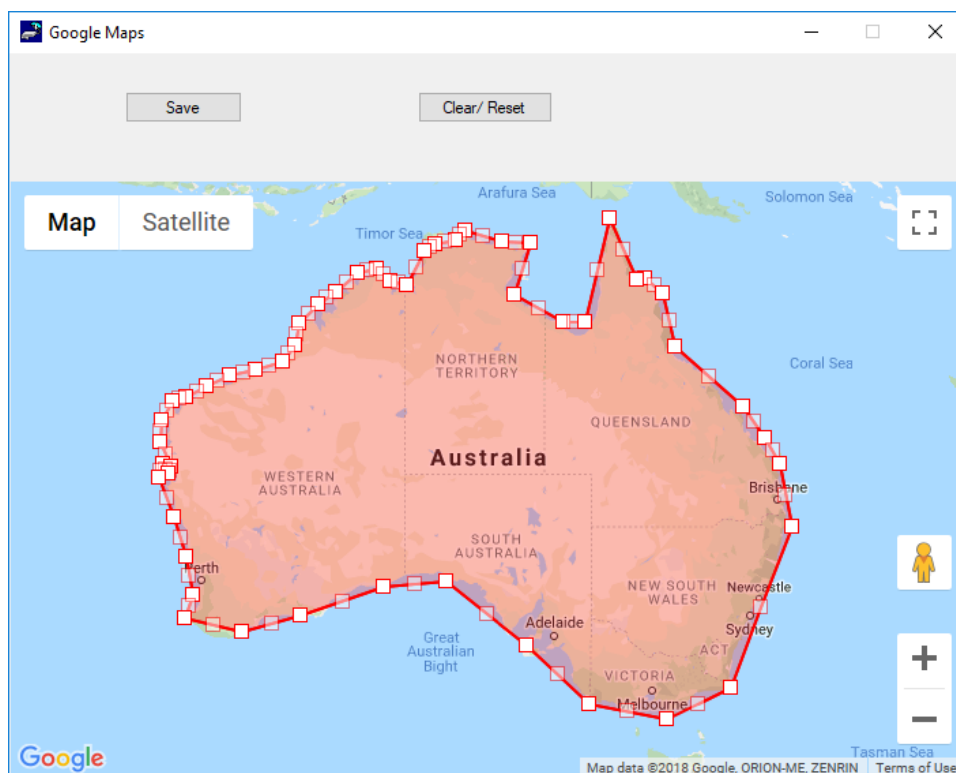 Google Maps
Save
Clear/ Reset
Map
Satellite
Arafura Sea
Solomon Sea
Timor Sea
Coral Sea
NORTHERN
TERRITORY
QUEENSLAND
Australia
WESTERN
AUSTRALIA
Brisbane
SOUTH
AUSTRALIA
Perth
NEW SOUTH
WALES
Newcastle
Adelaide
Sydney
Great
Australian
Bight
ACT
VICTORIA
Melbourne
Tasman Sea
Google
Map data ©2018 Google, ORION-ME, ZENRIN
Terms of Use